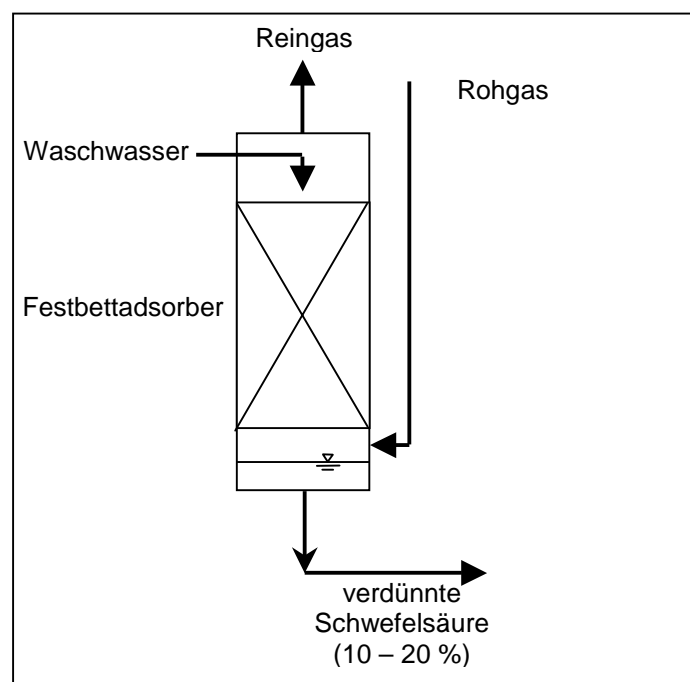 Reingas
Rohgas
Waschwasser
Festbettadsorber
verdünnte
Schwefelsäure
(10 – 20 %)